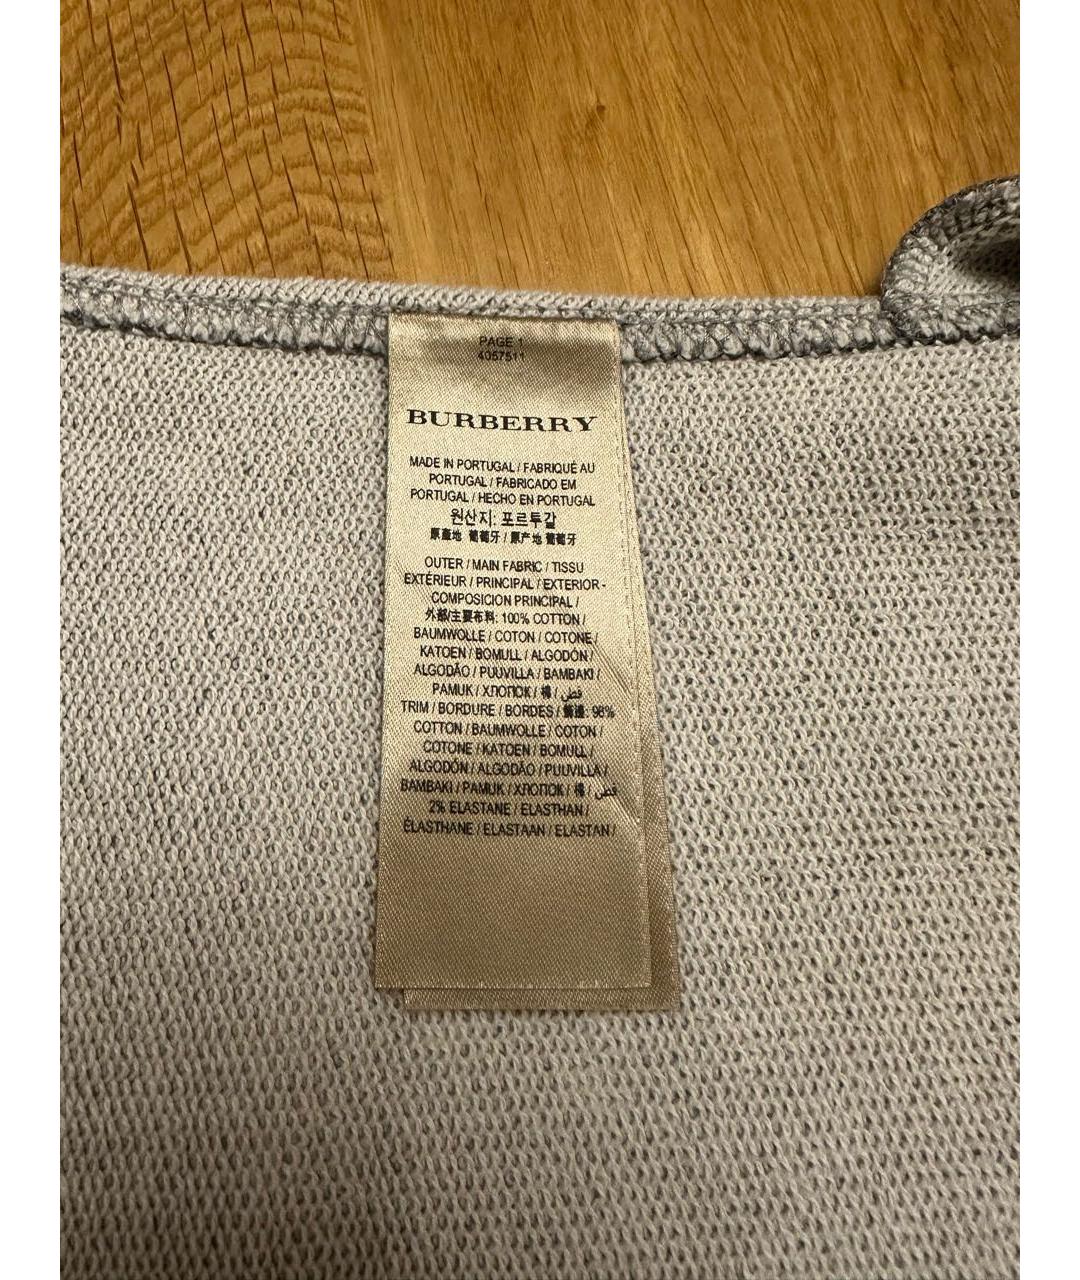 PAGE 1
4057511
BURBERRY
MADE IN PORTUGAL / FABRIQUÉ AU
PORTUGAL / FABRICADO EM
PORTUGAL / HECHO EN PORTUGAL
원산지: 포르투갈
原產地 葡萄牙 / 原产地 葡萄牙
OUTER / MAIN FABRIC / TISSU
EXTÉRIEUR / PRINCIPAL / EXTERIOR -
COMPOSICION PRINCIPAL /
外部/主要布料: 100% COTTON /
BAUMWOLLE / COTON / COTONE /
KATOEN / BOMULL / ALGODÓN /
ALGODÃO / PUUVILLA / BAMBAKI /
PAMUK / ХЛОПОК / 棉 / قطن
TRIM / BORDURE / BORDES / 飾邊: 98%
COTTON / BAUMWOLLE / COTON /
COTONE / KATOEN / BOMULL /
ALGODÓN / ALGODÃO / PUUVILLA /
BAMBAKI / PAMUK / ХЛОПОК / 棉 / قطن
2% ELASTANE / ELASTHAN /
ÉLASTHANE / ELASTAAN / ELASTAN /